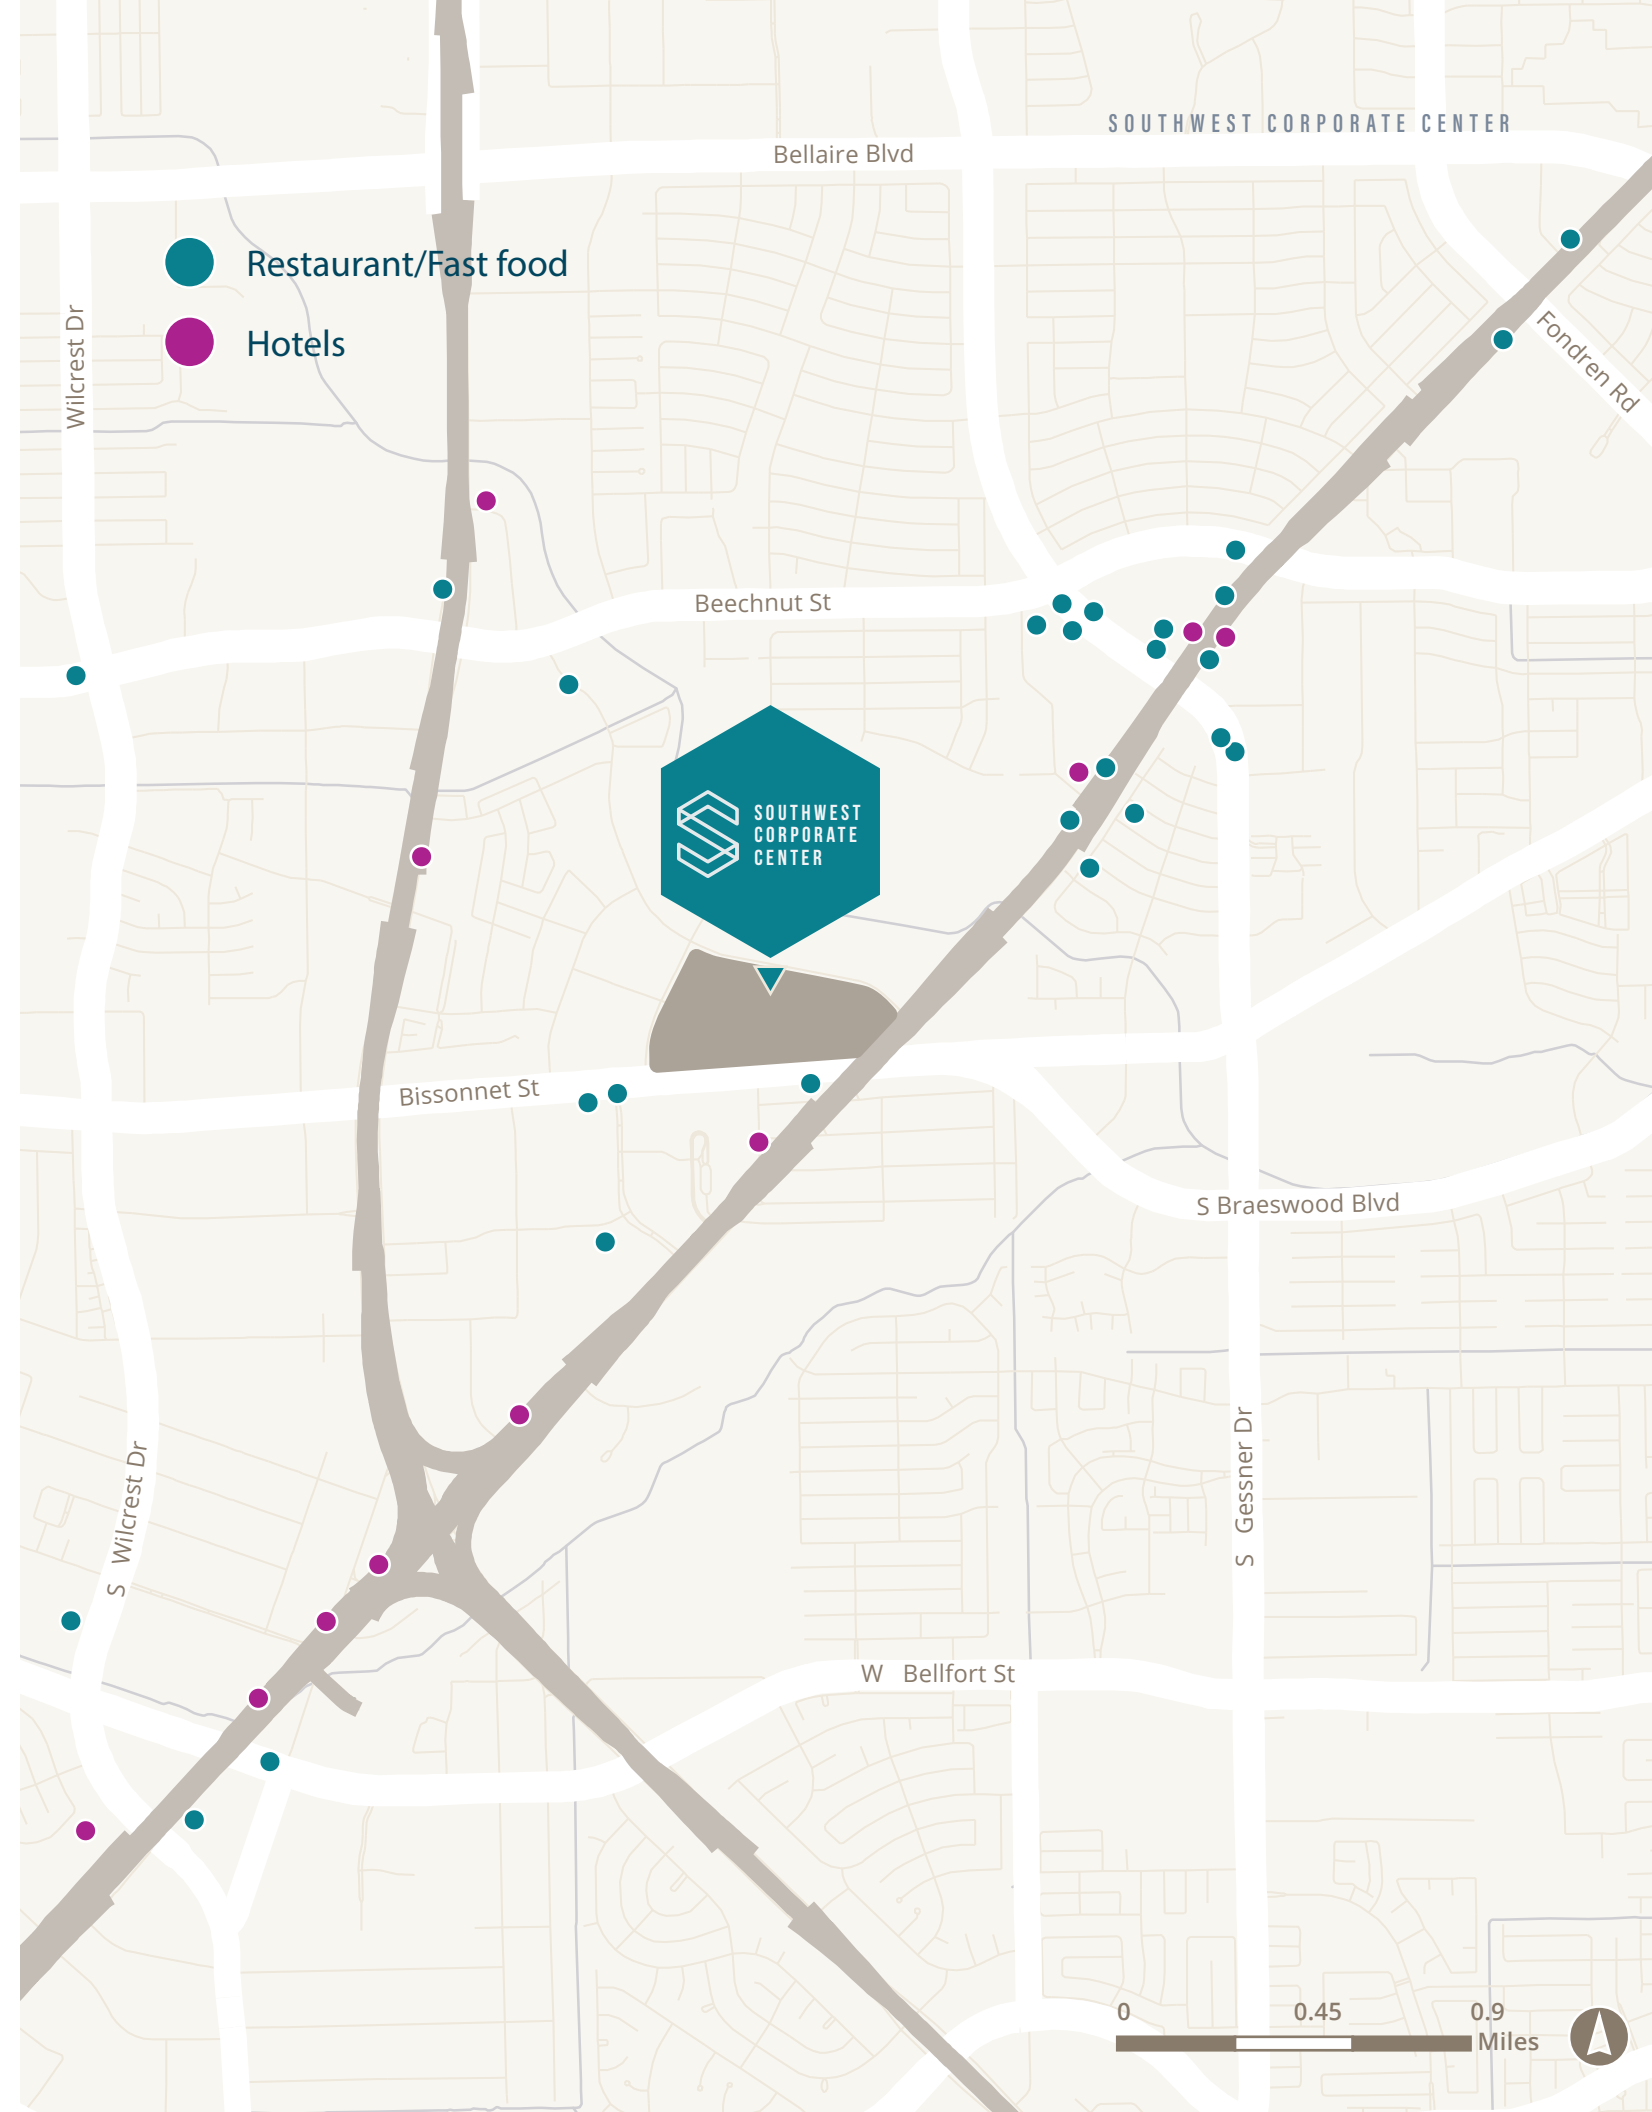 SOUTHWEST CORPORATE CENTER
Bellaire Blvd
Restaurant/Fast food
Hotels
Wilcrest Dr
Fondren Rd
Beechnut St
SOUTHWEST
CORPORATE
CENTER
Bissonnet St
S Braeswood Blvd
S Gessner Dr
S Wilcrest Dr
W Bellfort St
0 0.45 0.9
Miles